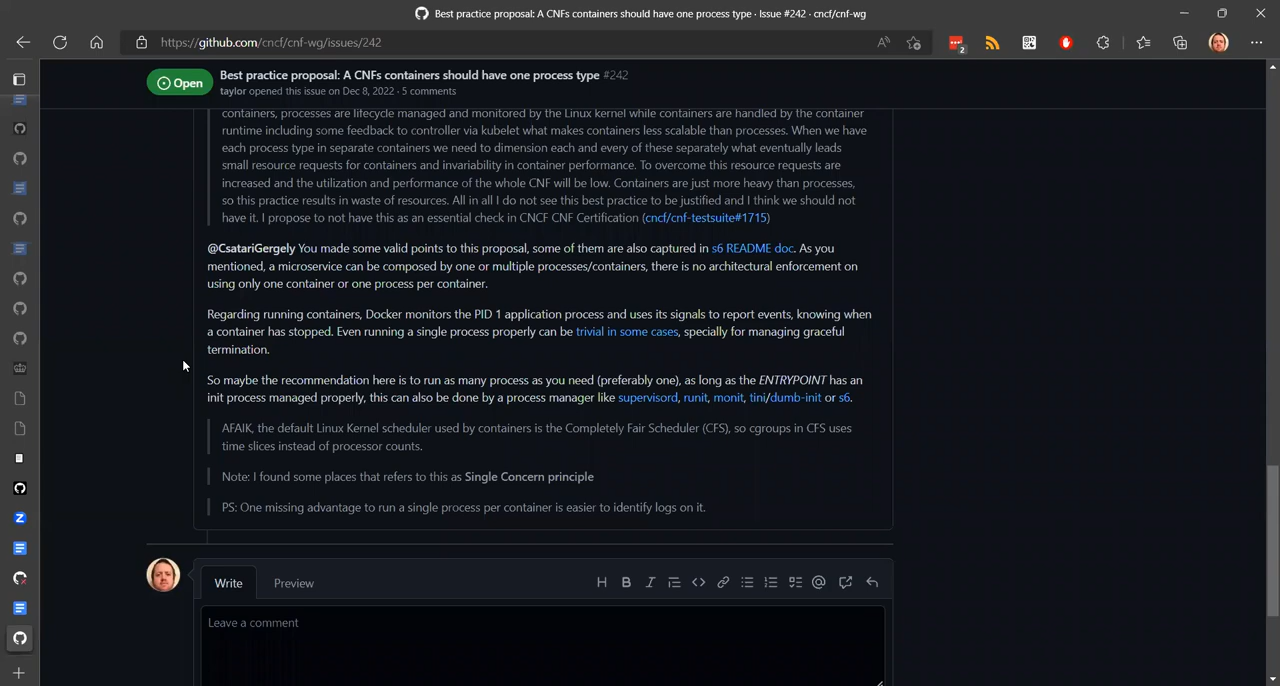 Best practice proposal: A CNFs containers should have one process type · Issue #242 · cncf/cnf-wg
https://github.com/cncf/cnf-wg/issues/242
2
Open
Best practice proposal: A CNFs containers should have one process type #242
taylor opened this issue on Dec 8, 2022 · 5 comments
containers, processes are lifecycle managed and monitored by the Linux kernel while containers are handled by the container
runtime including some feedback to controller via kubelet what makes containers less scalable than processes. When we have
each process type in separate containers we need to dimension each and every of these separately what eventually leads
small resource requests for containers and invariability in container performance. To overcome this resource requests are
increased and the utilization and performance of the whole CNF will be low. Containers are just more heavy than processes,
so this practice results in waste of resources. All in all I do not see this best practice to be justified and I think we should not
have it. I propose to not have this as an essential check in CNCF CNF Certification (cncf/cnf-testsuite#1715)
@CsatariGergely You made some valid points to this proposal, some of them are also captured in s6 README doc. As you
mentioned, a microservice can be composed by one or multiple processes/containers, there is no architectural enforcement on
using only one container or one process per container.
Regarding running containers, Docker monitors the PID 1 application process and uses its signals to report events, knowing when
a container has stopped. Even running a single process properly can be trivial in some cases, specially for managing graceful
termination.
So maybe the recommendation here is to run as many process as you need (preferably one), as long as the ENTRYPOINT has an
init process managed properly, this can also be done by a process manager like supervisord, runit, monit, tini/dumb-init or s6.
AFAIK, the default Linux Kernel scheduler used by containers is the Completely Fair Scheduler (CFS), so cgroups in CFS uses
time slices instead of processor counts.
Note: I found some places that refers to this as Single Concern principle
PS: One missing advantage to run a single process per container is easier to identify logs on it.
Write
Preview
Leave a comment